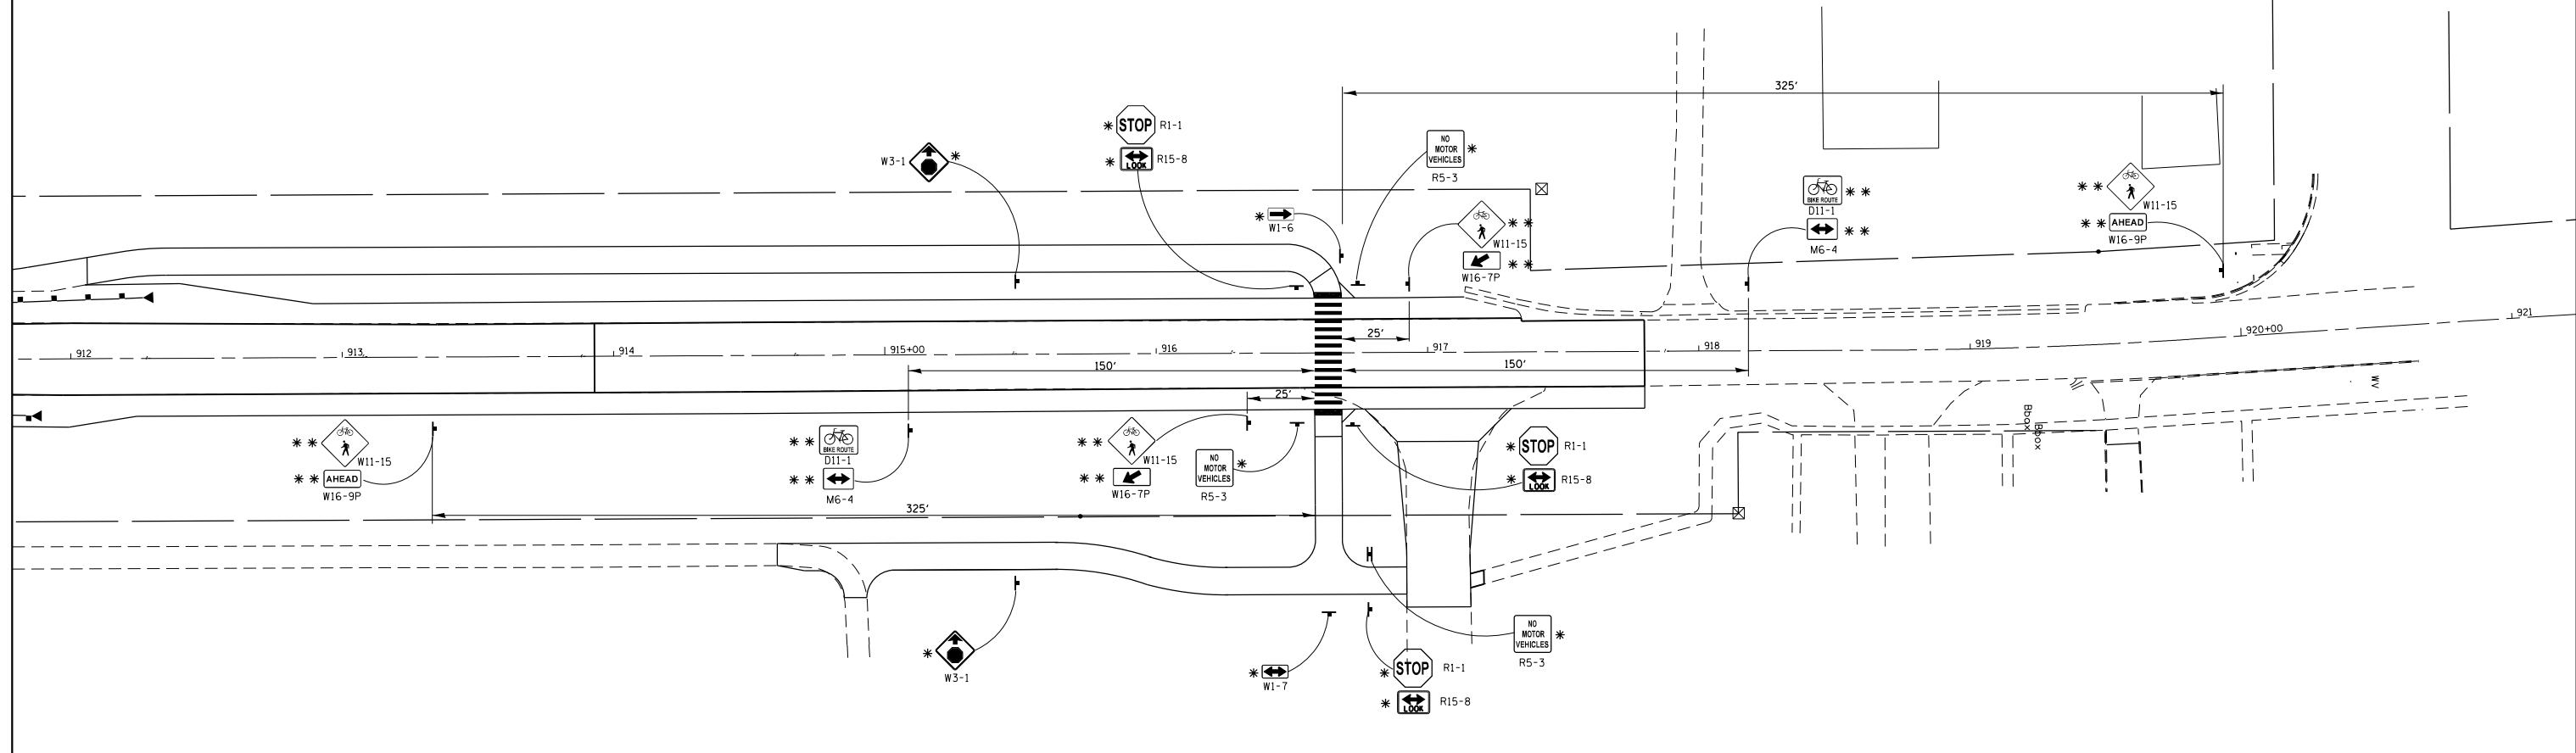 325'
STOP
* R1-1
* LOOK R15-8
W3-1 *
NO
MOTOR
VEHICLES *
R5-3
* W1-6
* *
W11-15
* *
W16-7P
BIKE ROUTE * *
D11-1
* *
M6-4
* *
W11-15
* * AHEAD
W16-9P
25'
912
913
914
915+00
916
917
918
919
920+00
921
150'
150'
25'
* *
W11-15
* * AHEAD
W16-9P
* * BIKE ROUTE
D11-1
* *
M6-4
* *
W11-15
* *
W16-7P
NO
MOTOR
VEHICLES *
R5-3
* STOP R1-1
* LOOK R15-8
Bbox
Bbox
WV
325'
*
W3-1
*
W1-7
NO
MOTOR
VEHICLES *
R5-3
* STOP R1-1
* LOOK R15-8